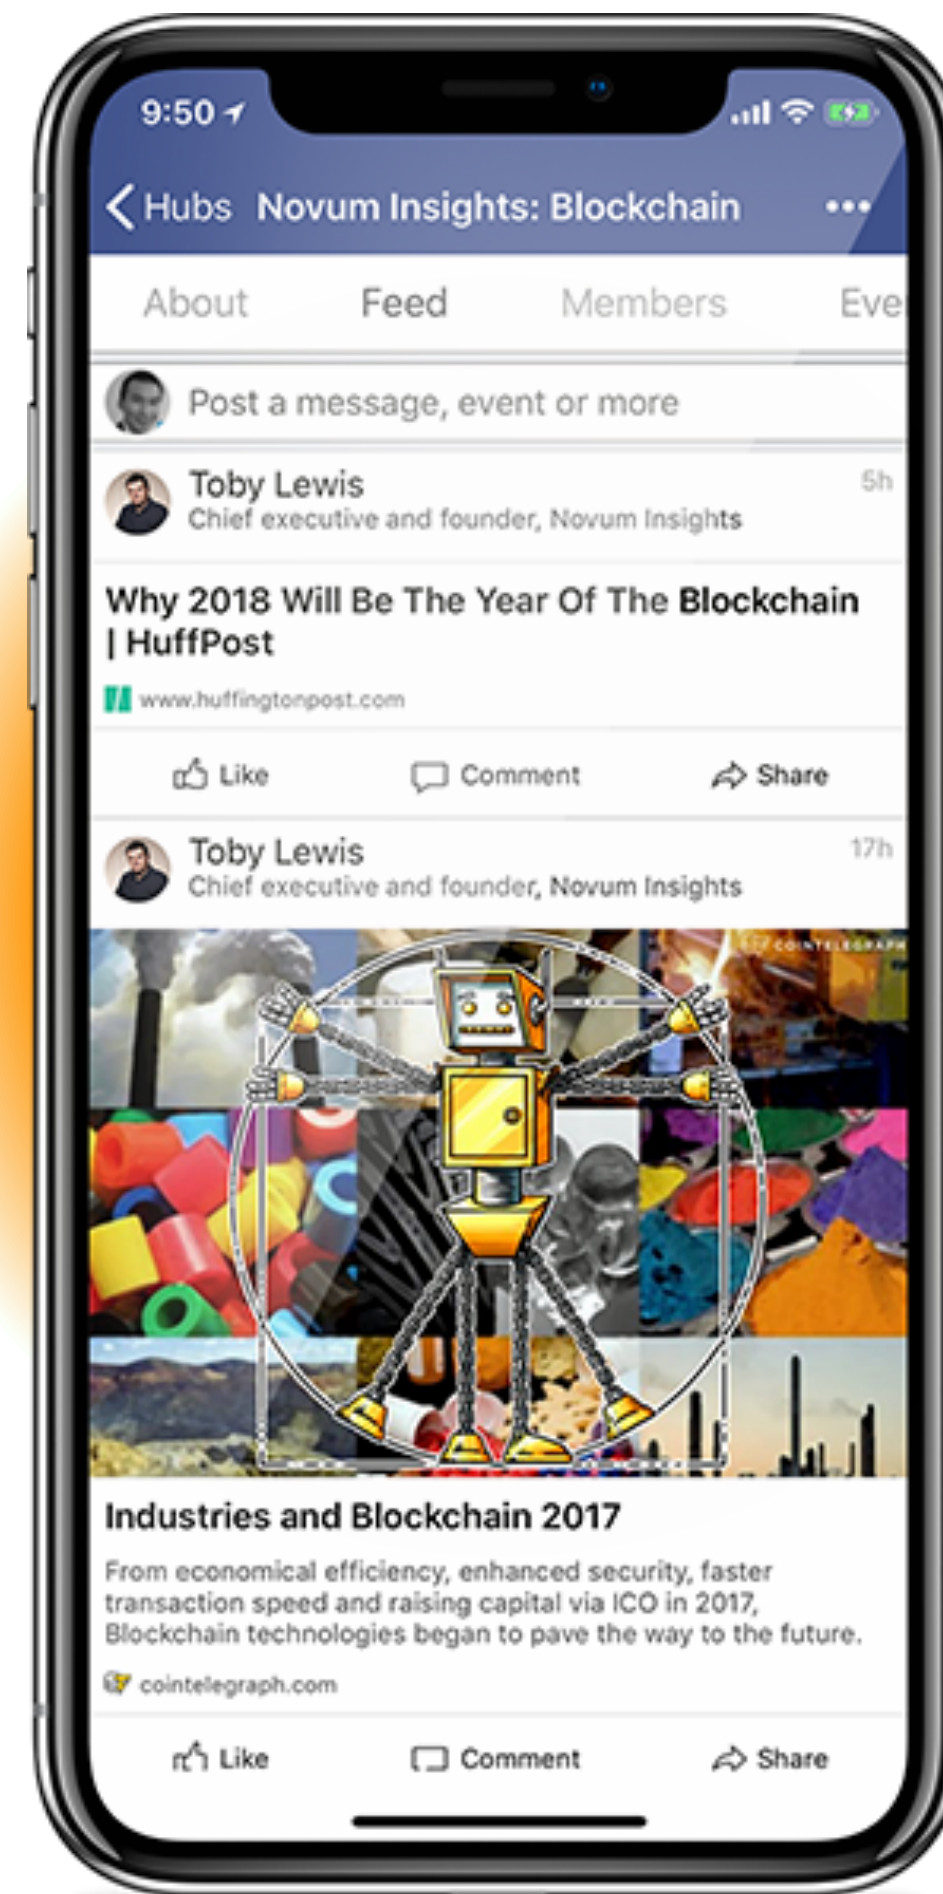 9:50
Hubs Novum Insights: Blockchain
About Feed Members Eve
Post a message, event or more
Toby Lewis 5h
Chief executive and founder, Novum Insights
Why 2018 Will Be The Year Of The Blockchain
| HuffPost
www.huffingtonpost.com
Like Comment Share
Toby Lewis 17h
Chief executive and founder, Novum Insights
COINTELEGRAPH
Industries and Blockchain 2017
From economical efficiency, enhanced security, faster
transaction speed and raising capital via ICO in 2017,
Blockchain technologies began to pave the way to the future.
cointelegraph.com
Like Comment Share